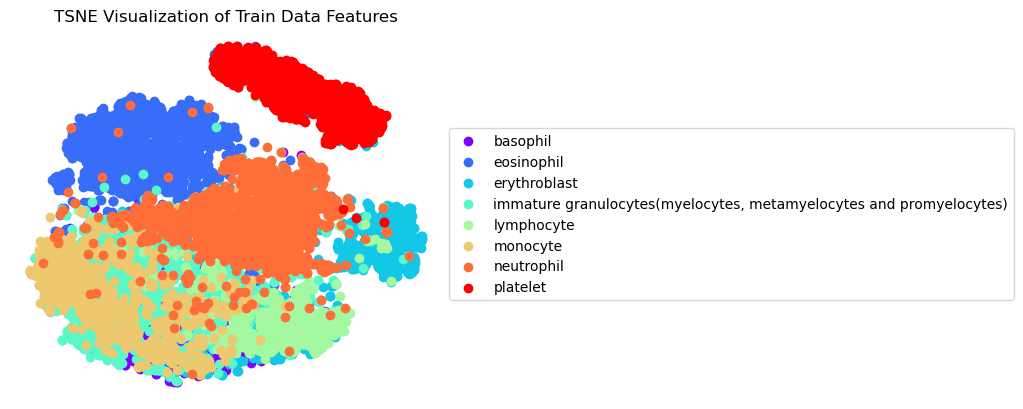 TSNE Visualization of Train Data Features
basophil
eosinophil
erythroblast
immature granulocytes(myelocytes, metamyelocytes and promyelocytes)
lymphocyte
monocyte
neutrophil
platelet